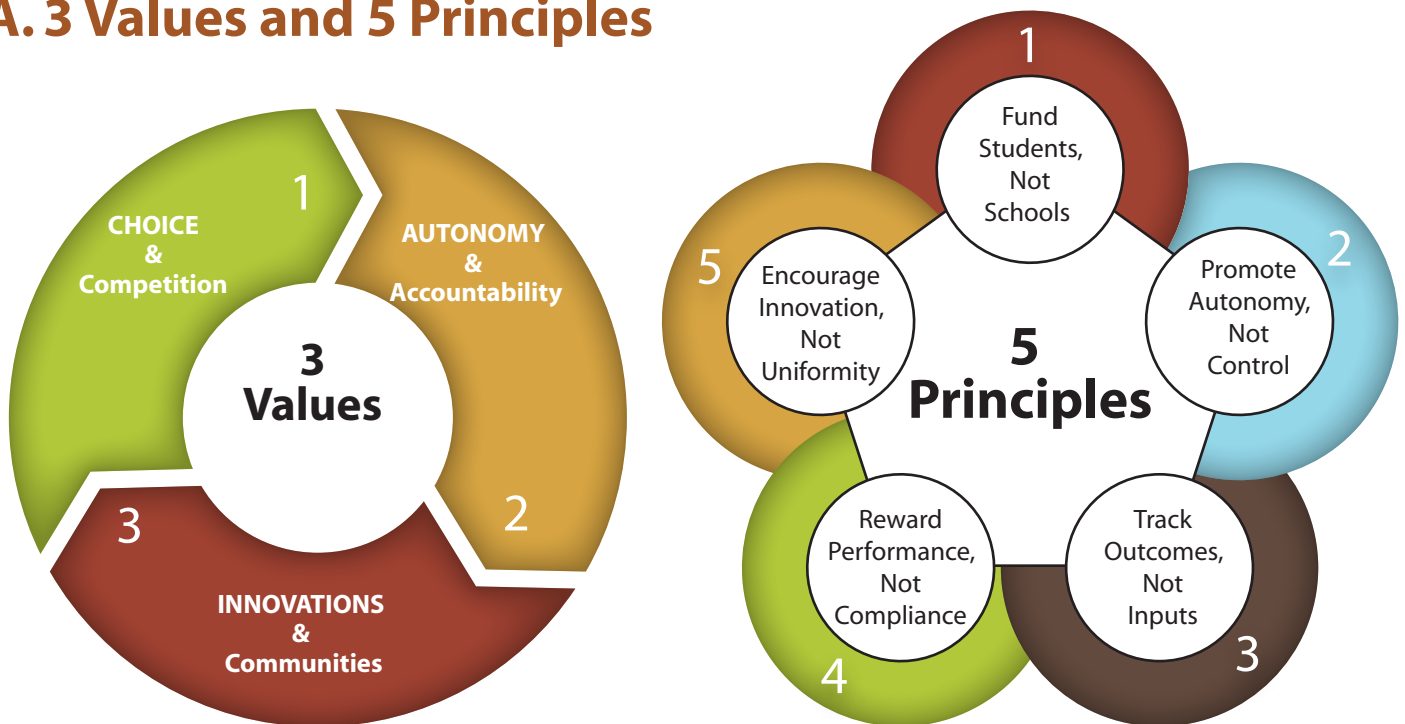 A. 3 Values and 5 Principles
1
CHOICE
&
Competition
AUTONOMY
&
Accountability
2
3
INNOVATIONS
&
Communities
3
Values
1
Fund
Students,
Not
Schools
2
Promote
Autonomy,
Not
Control
Track
Outcomes,
Not
Inputs
3
Reward
Performance,
Not
Compliance
4
5
Encourage
Innovation,
Not
Uniformity
5
Principles